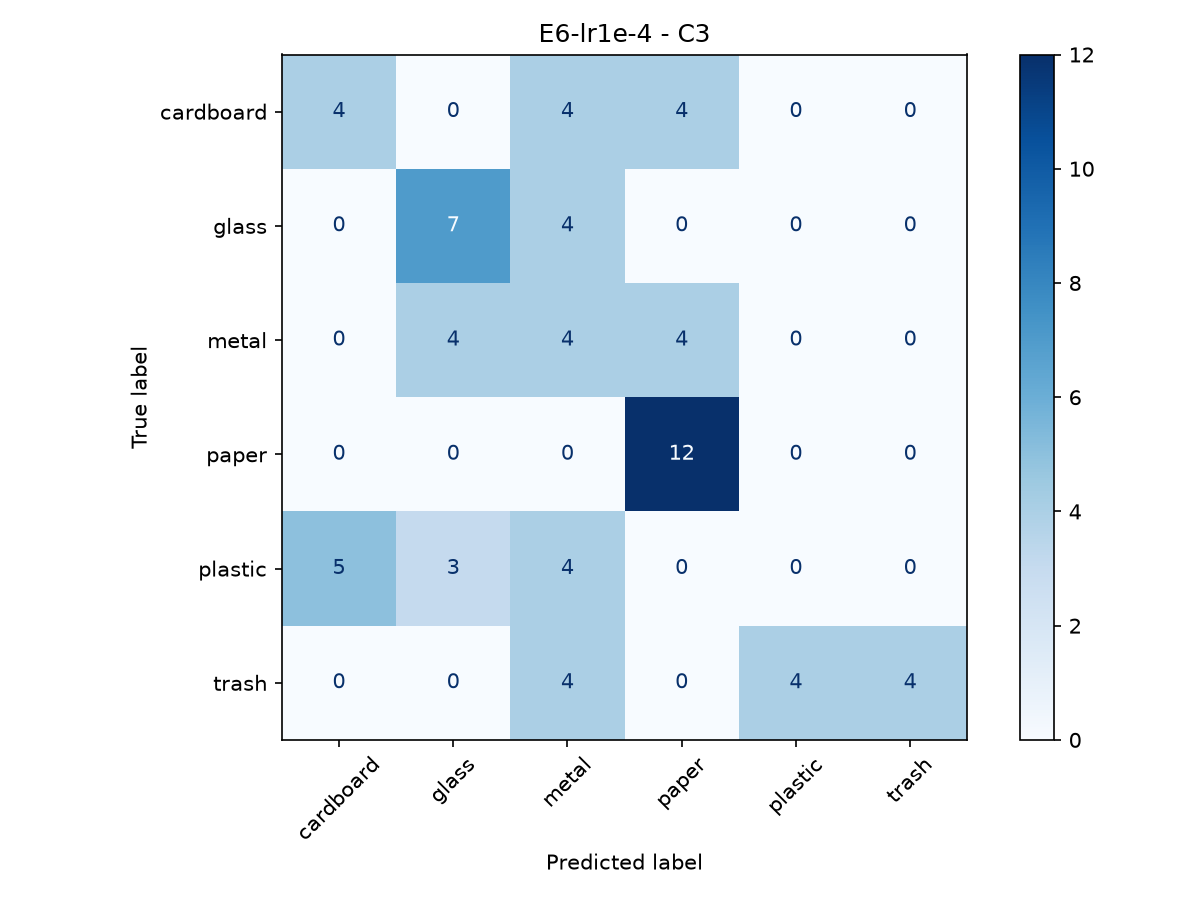 E6-lr1e-4 - C3
cardboard 4 0 4 4 0 0
glass 0 7 4 0 0 0
metal 0 4 4 4 0 0
paper 0 0 0 12 0 0
plastic 5 3 4 0 0 0
trash 0 0 4 0 4 4
cardboard glass metal paper plastic trash
Predicted label
True label
12
10
8
6
4
2
0